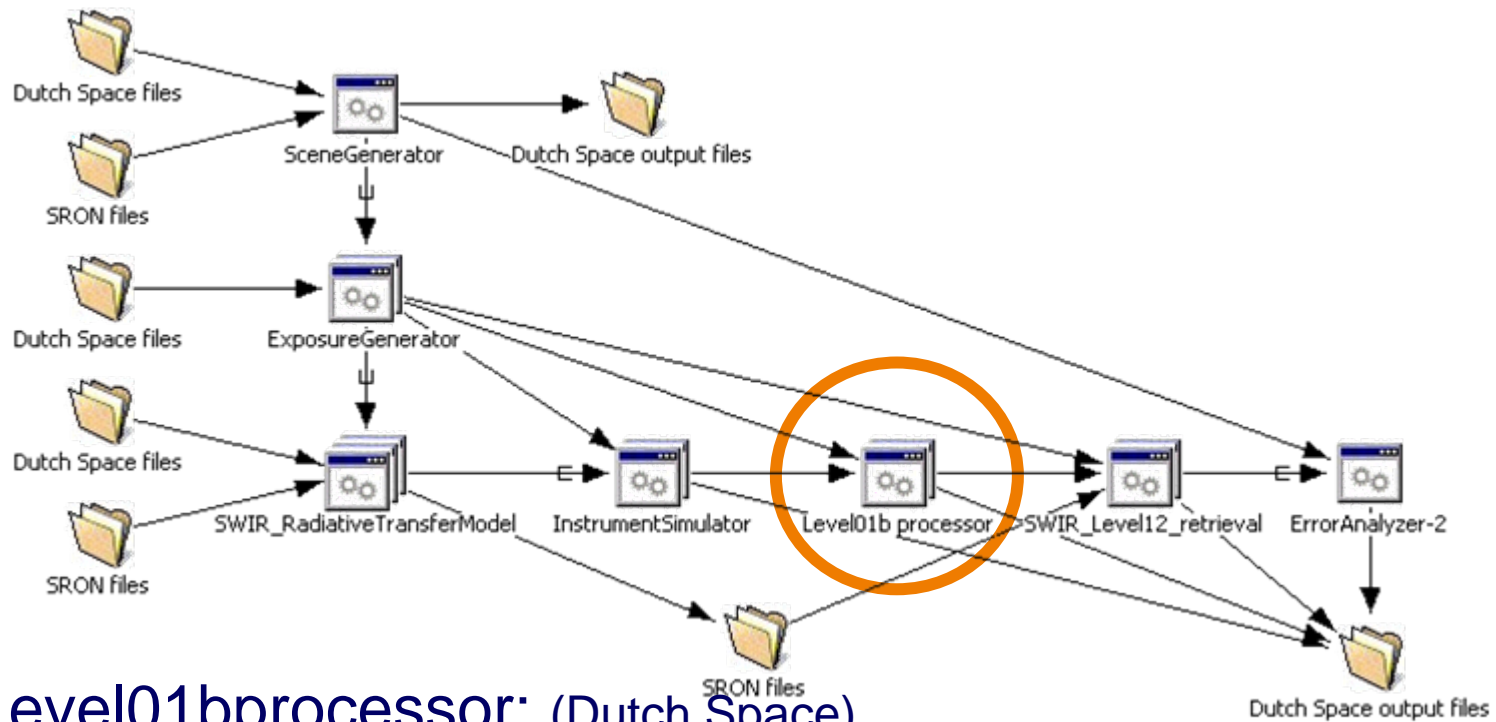 Dutch Space files
SceneGenerator
Dutch Space output files
SRON files
Dutch Space files
ExposureGenerator
Dutch Space files
SWIR_RadiativeTransferModel
InstrumentSimulator
Level01b processor
SWIR_Level12_retrieval
ErrorAnalyzer-2
SRON files
SRON files
Dutch Space output files
evel01bprocessor: (Dutch Space)